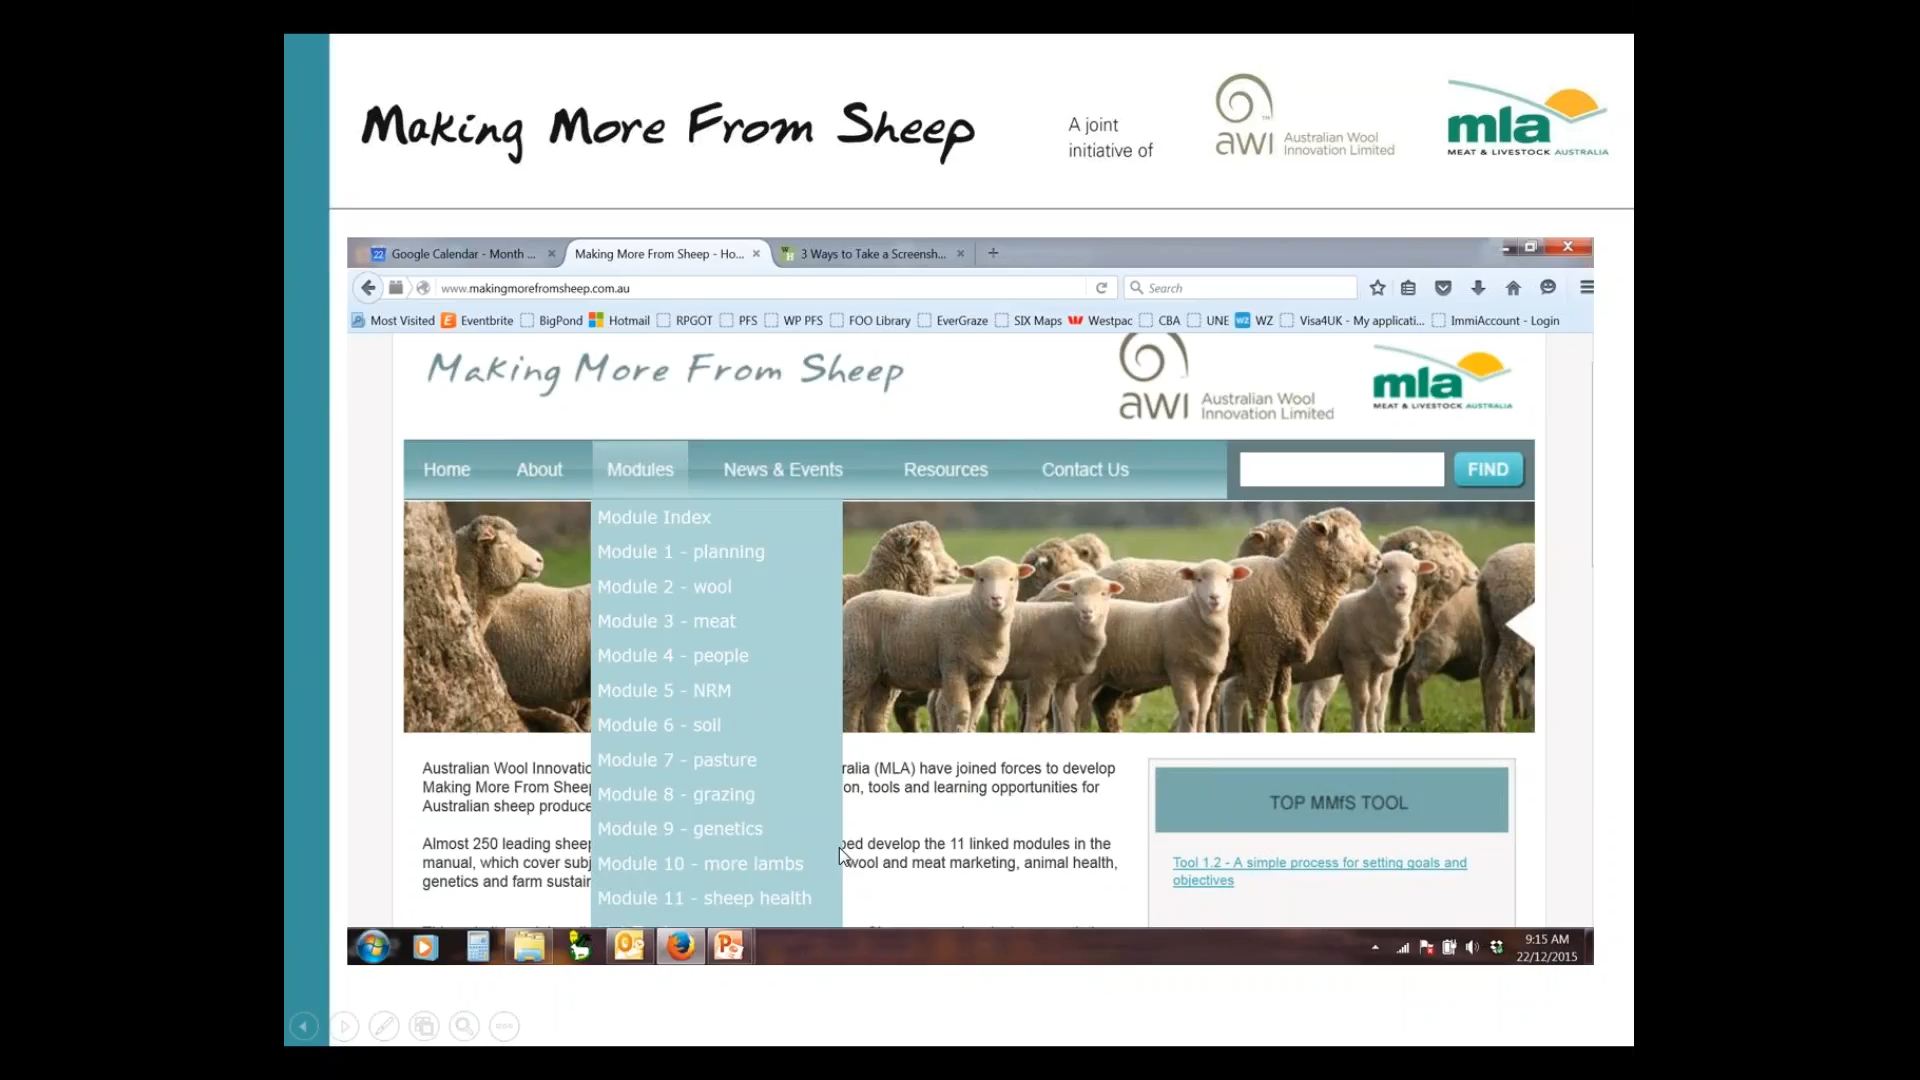 Making More From Sheep
A joint
initiative of
awi Australian Wool
Innovation Limited
mla
MEAT & LIVESTOCK AUSTRALIA
22 Google Calendar - Month ...
Making More From Sheep - Ho...
3 Ways to Take a Screensh...
www.makingmorefromsheep.com.au
Search
Most Visited Eventbrite BigPond Hotmail RPGOT PFS WP PFS FOO Library EverGraze SIX Maps Westpac CBA UNE WZ WZ Visa4UK - My applicati... ImmiAccount - Login
Making More From Sheep
awi Australian Wool
Innovation Limited
mla
MEAT & LIVESTOCK AUSTRALIA
Home About Modules News & Events Resources Contact Us FIND
Module Index
Module 1 - planning
Module 2 - wool
Module 3 - meat
Module 4 - people
Module 5 - NRM
Module 6 - soil
Module 7 - pasture
Module 8 - grazing
Module 9 - genetics
Module 10 - more lambs
Module 11 - sheep health
Australian Wool (MLA) have joined forces to develop
Making More From tools and learning opportunities for
Australian sheep
Almost 250 leading develop the 11 linked modules in the
manual, which cover wool and meat marketing, animal health,
genetics and farm
TOP MMfS TOOL
Tool 1.2 - A simple process for setting goals and
objectives
9:15 AM
22/12/2015